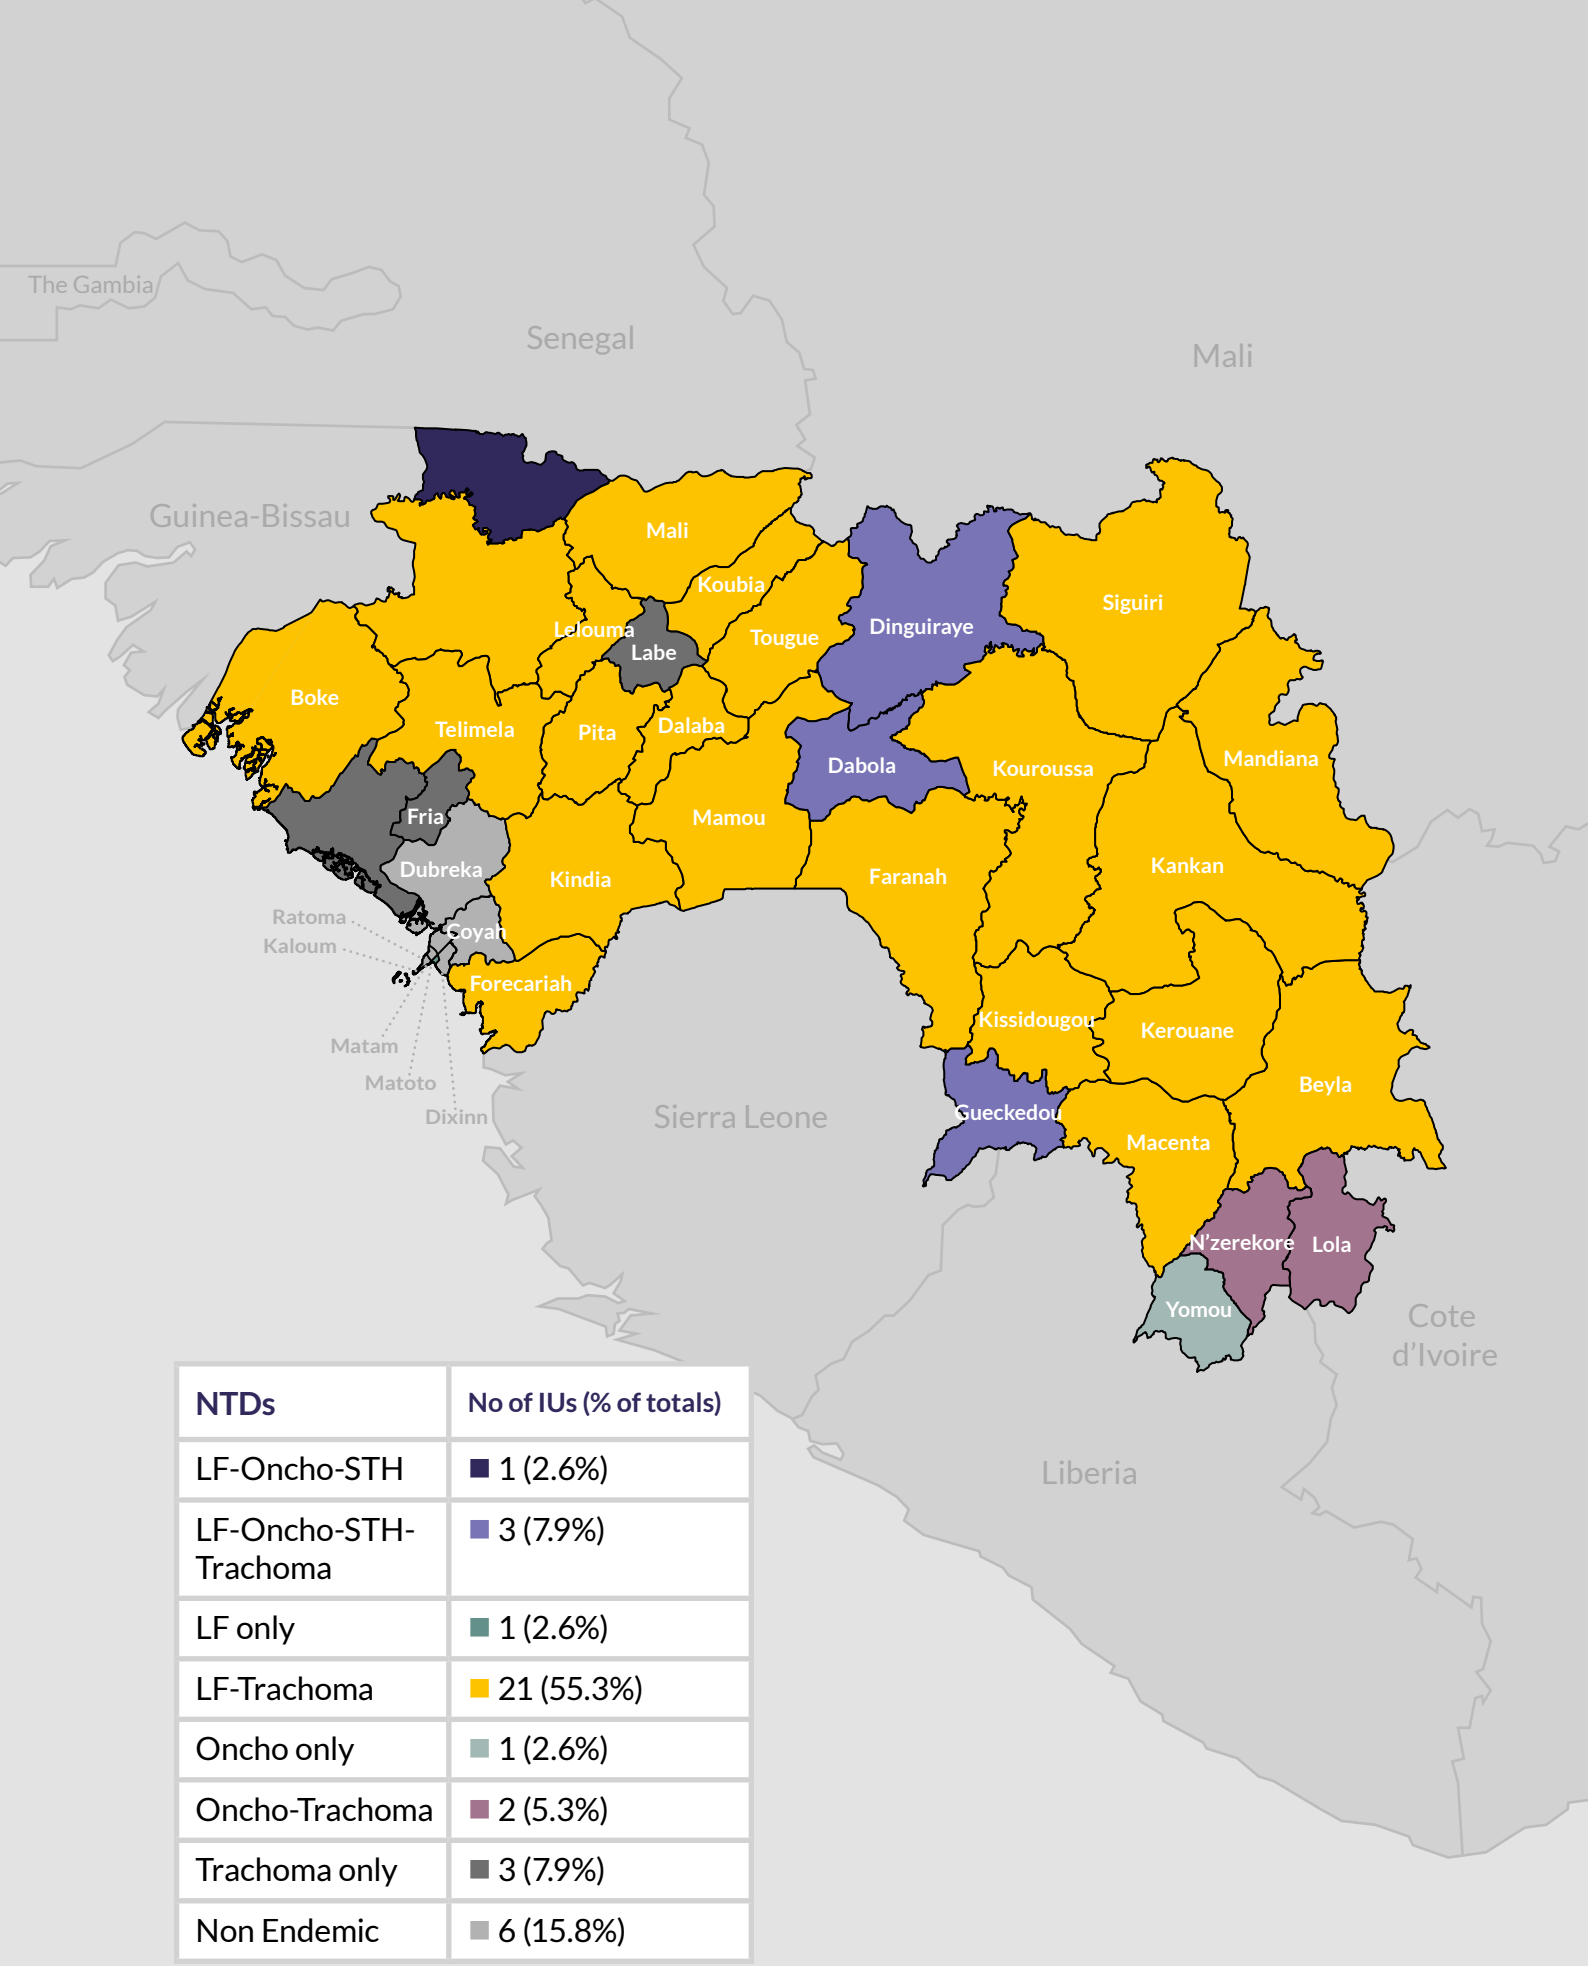 The Gambia
Senegal
Mali
Guinea-Bissau
Mali
Koubia
Siguiri
Lelouma
Tougue
Dinguiraye
Labe
Boke
Telimela
Pita
Dalaba
Dabola
Kouroussa
Mandiana
Fria
Mamou
Dubreka
Kindia
Faranah
Kankan
Ratoma
Coyah
Kaloum
Forecariah
Kissidougou
Kerouane
Matam
Matoto
Beyla
Dixinn
Sierra Leone
Gueckedou
Macenta
N’zerekore
Lola
Yomou
Cote
d’Ivoire
Liberia
NTDs No of IUs (% of totals)
LF-Oncho-STH 1 (2.6%)
LF-Oncho-STH- 3 (7.9%)
Trachoma
LF only 1 (2.6%)
LF-Trachoma 21 (55.3%)
Oncho only 1 (2.6%)
Oncho-Trachoma 2 (5.3%)
Trachoma only 3 (7.9%)
Non Endemic 6 (15.8%)